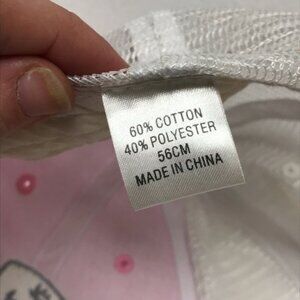 60% COTTON
40% POLYESTER
56CM
MADE IN CHINA